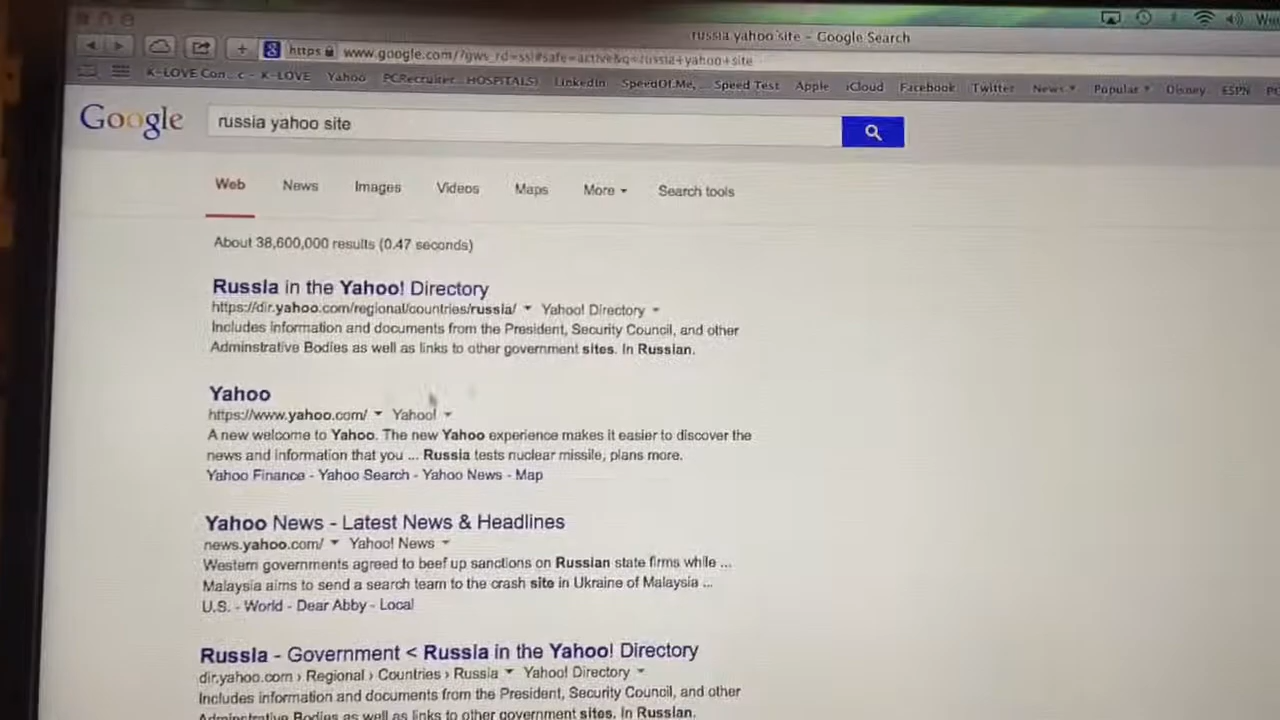 russia yahoo site – Google Search
https www.google.com/?gws_rd=ssl#safe=active&q=russia+yahoo+site
K-LOVE Con...c - K-LOVE Yahoo PCRecruiter...HOSPITALS) LinkedIn SpeedOf.Me, ... Speed Test Apple iCloud Facebook Twitter News Popular Disney ESPN
Google russia yahoo site
Web News Images Videos Maps More Search tools
About 38,600,000 results (0.47 seconds)
Russia in the Yahoo! Directory
https://dir.yahoo.com/regional/countries/russia/ Yahoo! Directory
Includes information and documents from the President, Security Council, and other
Adminstrative Bodies as well as links to other government sites. In Russian.
Yahoo
https://www.yahoo.com/ Yahoo!
A new welcome to Yahoo. The new Yahoo experience makes it easier to discover the
news and information that you ... Russia tests nuclear missile, plans more.
Yahoo Finance - Yahoo Search - Yahoo News - Map
Yahoo News - Latest News & Headlines
news.yahoo.com/ Yahoo! News
Western governments agreed to beef up sanctions on Russian state firms while ...
Malaysia aims to send a search team to the crash site in Ukraine of Malaysia ...
U.S. - World - Dear Abby - Local
Russia - Government < Russia in the Yahoo! Directory
dir.yahoo.com › Regional › Countries › Russia Yahoo! Directory
Includes information and documents from the President, Security Council, and other
Adminstrative Bodies as well as links to other government sites. In Russian.